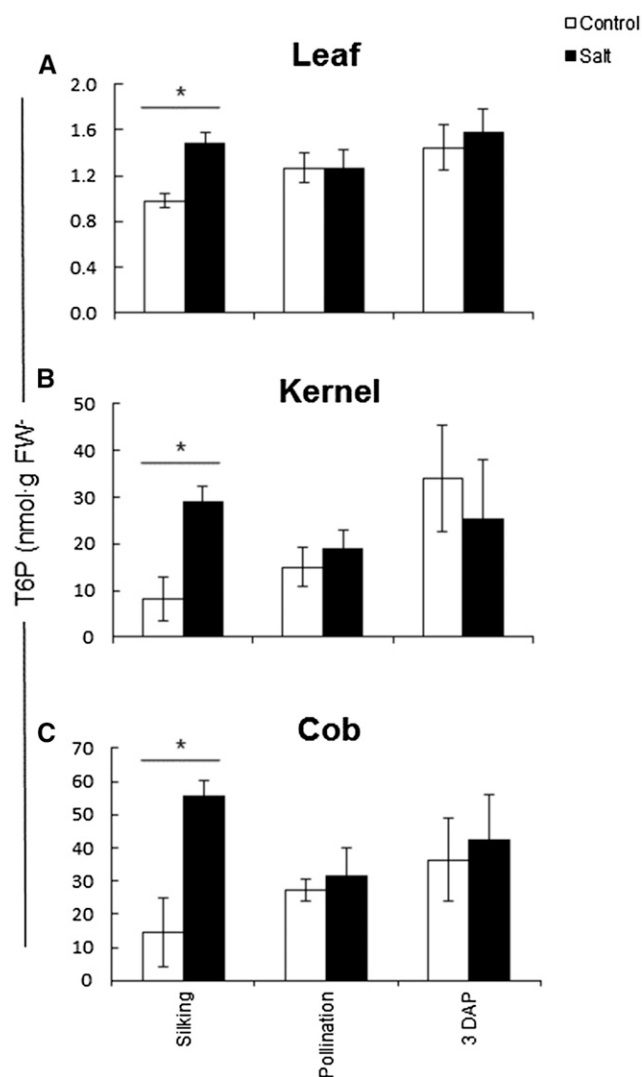 Control
Salt
A
Leaf
*
2.0
1.6
1.2
0.8
0.4
0.0
B
Kernel
*
50
40
30
20
10
0
C
Cob
*
70
60
50
40
30
20
10
0
T6P (nmol·g FW-
Silking
Pollination
3 DAP